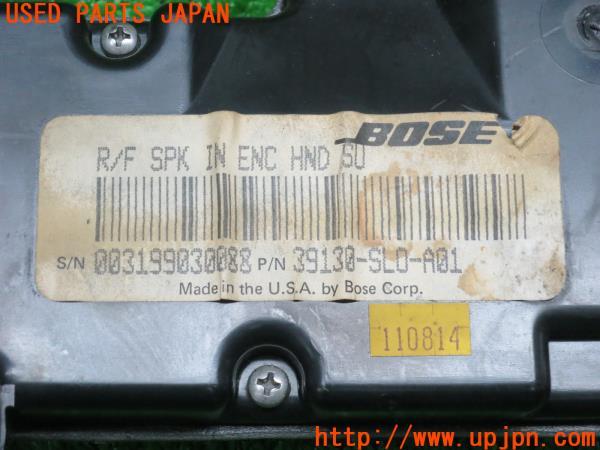 USED PARTS JAPAN
BOSE
R/F SPK IN ENC HND SU
S/N 003199030088 P/N 39130-SL0-A01
Made in the U.S.A. by Bose Corp.
110814
http://www.upjpn.com